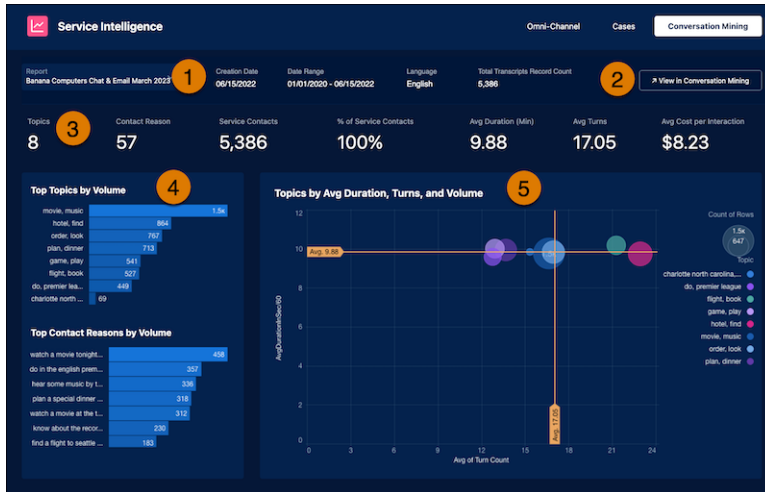 Service Intelligence
Omni-Channel
Cases
Conversation Mining
Report
Banana Computers Chat & Email March 2023
1
Creation Date
06/15/2022
Date Range
01/01/2020 - 06/15/2022
Language
English
Total Transcripts Record Count
5,386
2
View in Conversation Mining
Topics
8
3
Contact Reason
57
Service Contacts
5,386
% of Service Contacts
100%
Avg Duration (Min)
9.88
Avg Turns
17.05
Avg Cost per Interaction
$8.23
Top Topics by Volume
4
movie, music 1.5K
hotel, find 864
order, look 767
plan, dinner 713
game, play 541
flight, book 527
do, premier lea... 449
charlotte north ... 69
Top Contact Reasons by Volume
watch a movie tonight... 458
do in the english prem... 357
hear some music by t... 336
plan a special dinner ... 318
watch a movie at the t... 312
know about the recor... 230
find a flight to seattle ... 183
Topics by Avg Duration, Turns, and Volume
5
AvgDurationInSec/60
12
10
8
6
4
2
0
Avg. 9.88
Avg. 17.05
0 3 6 9 12 15 18 21 24
Avg of Turn Count
Count of Rows
1.5K
647
Topic
charlotte north carolina,...
do, premier league
flight, book
game, play
hotel, find
movie, music
order, look
plan, dinner